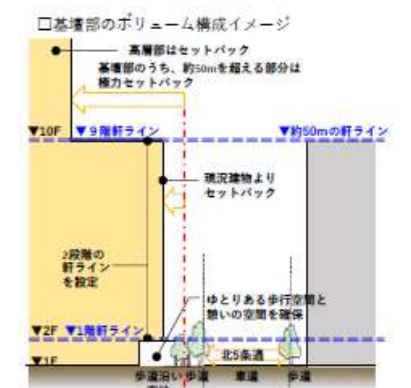 □基壇部のボリューム構成イメージ
高層部はセットバック
基壇部のうち、約50mを超える部分は
極力セットバック
▼10F
▼9階軒ライン
▼約50mの軒ライン
現況建物より
セットバック
2段階の
軒ライン
を設定
ゆとりある歩行空間と
憩いの空間を確保
▼2F
▼1階軒ライン
北5条通
▼1F
歩道沿い
歩道
車道
歩道